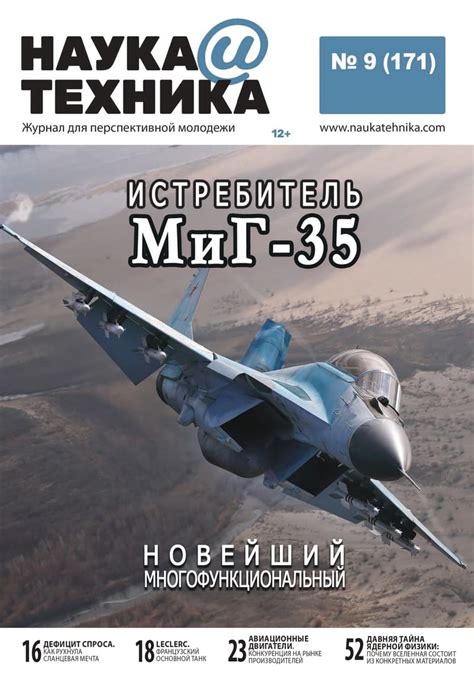 НАУКА@
ТЕХНИКА
Журнал для перспективной молодежи
12+
№ 9 (171)
www.naukatehnika.com
ИСТРЕБИТЕЛЬ
МиГ-35
НОВЕЙШИЙ
МНОГОФУНКЦИОНАЛЬНЫЙ
16 ДЕФИЦИТ СПРОСА.
КАК РУХНУЛА
СЛАНЦЕВАЯ МЕЧТА
18 LECLERC.
ФРАНЦУЗСКИЙ
ОСНОВНОЙ ТАНК
23 АВИАЦИОННЫЕ
ДВИГАТЕЛИ.
КОНКУРЕНЦИЯ НА РЫНКЕ
ПРОИЗВОДИТЕЛЕЙ
52 ДАВНЯЯ ТАЙНА
ЯДЕРНОЙ ФИЗИКИ:
ПОЧЕМУ ВСЕЛЕННАЯ СОСТОИТ
ИЗ КОНКРЕТНЫХ МАТЕРИАЛОВ